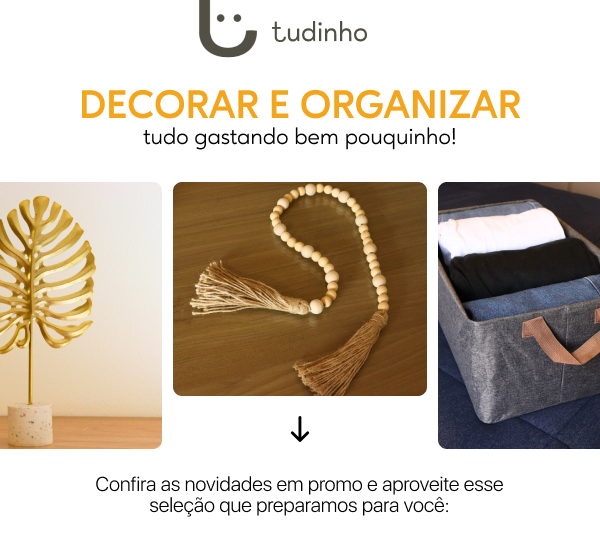 tudinho
DECORAR E ORGANIZAR
tudo gastando bem pouquinho!
Confira as novidades em promo e aproveite esse
seleção que preparamos para você: